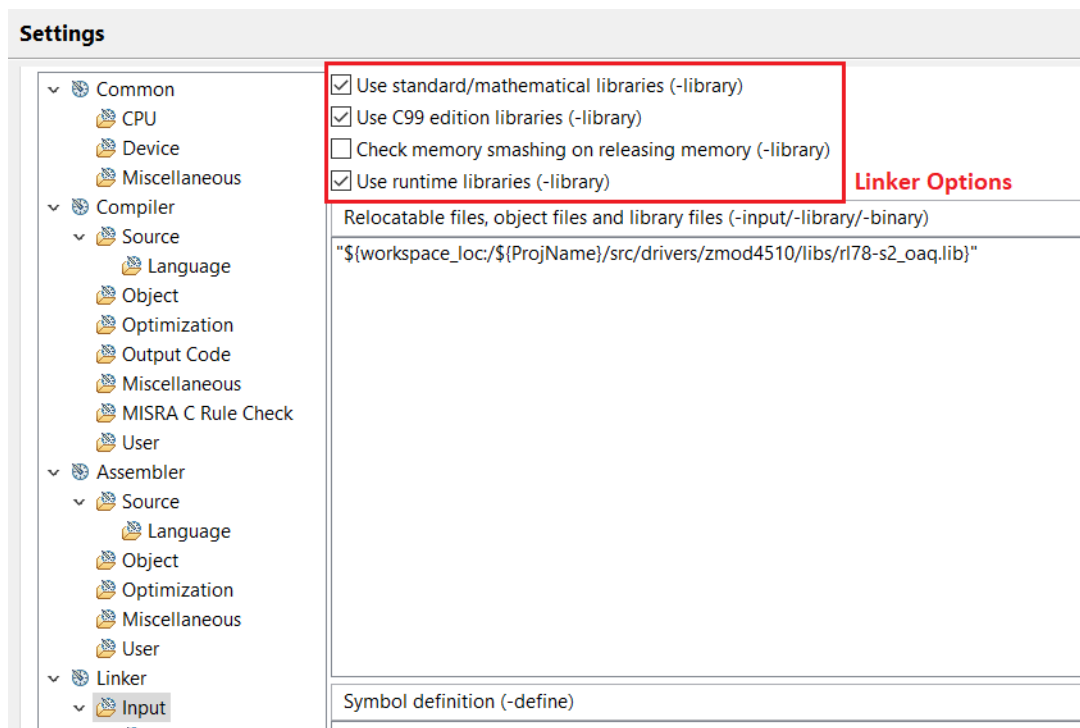 Settings
Common
CPU
Device
Miscellaneous
Compiler
Source
Language
Object
Optimization
Output Code
Miscellaneous
MISRA C Rule Check
User
Assembler
Source
Language
Object
Optimization
Miscellaneous
User
Linker
Input
Use standard/mathematical libraries (-library)
Use C99 edition libraries (-library)
Check memory smashing on releasing memory (-library)
Use runtime libraries (-library)
Linker Options
Relocatable files, object files and library files (-input/-library/-binary)
"${workspace_loc:/${ProjName}/src/drivers/zmod4510/libs/rl78-s2_oaq.lib}"
Symbol definition (-define)